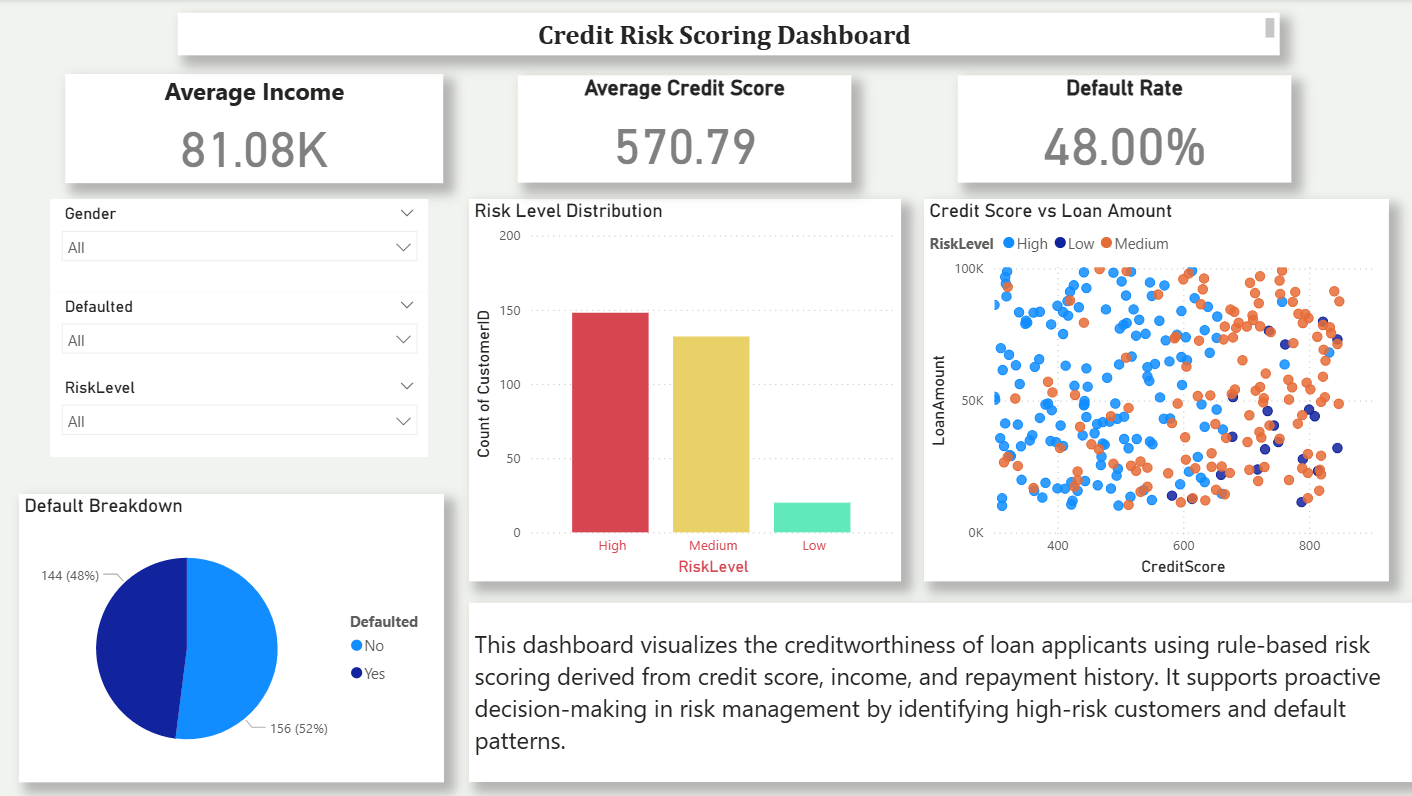 Credit Risk Scoring Dashboard
Average Income
81.08K
Average Credit Score
570.79
Default Rate
48.00%
Gender
All
Defaulted
All
RiskLevel
All
Risk Level Distribution
Count of CustomerID
200
150
100
50
0
High Medium Low
RiskLevel
Credit Score vs Loan Amount
RiskLevel High Low Medium
LoanAmount
100K
50K
0K
400 600 800
CreditScore
Default Breakdown
144 (48%)
156 (52%)
Defaulted
No
Yes
This dashboard visualizes the creditworthiness of loan applicants using rule-based risk
scoring derived from credit score, income, and repayment history. It supports proactive
decision-making in risk management by identifying high-risk customers and default
patterns.